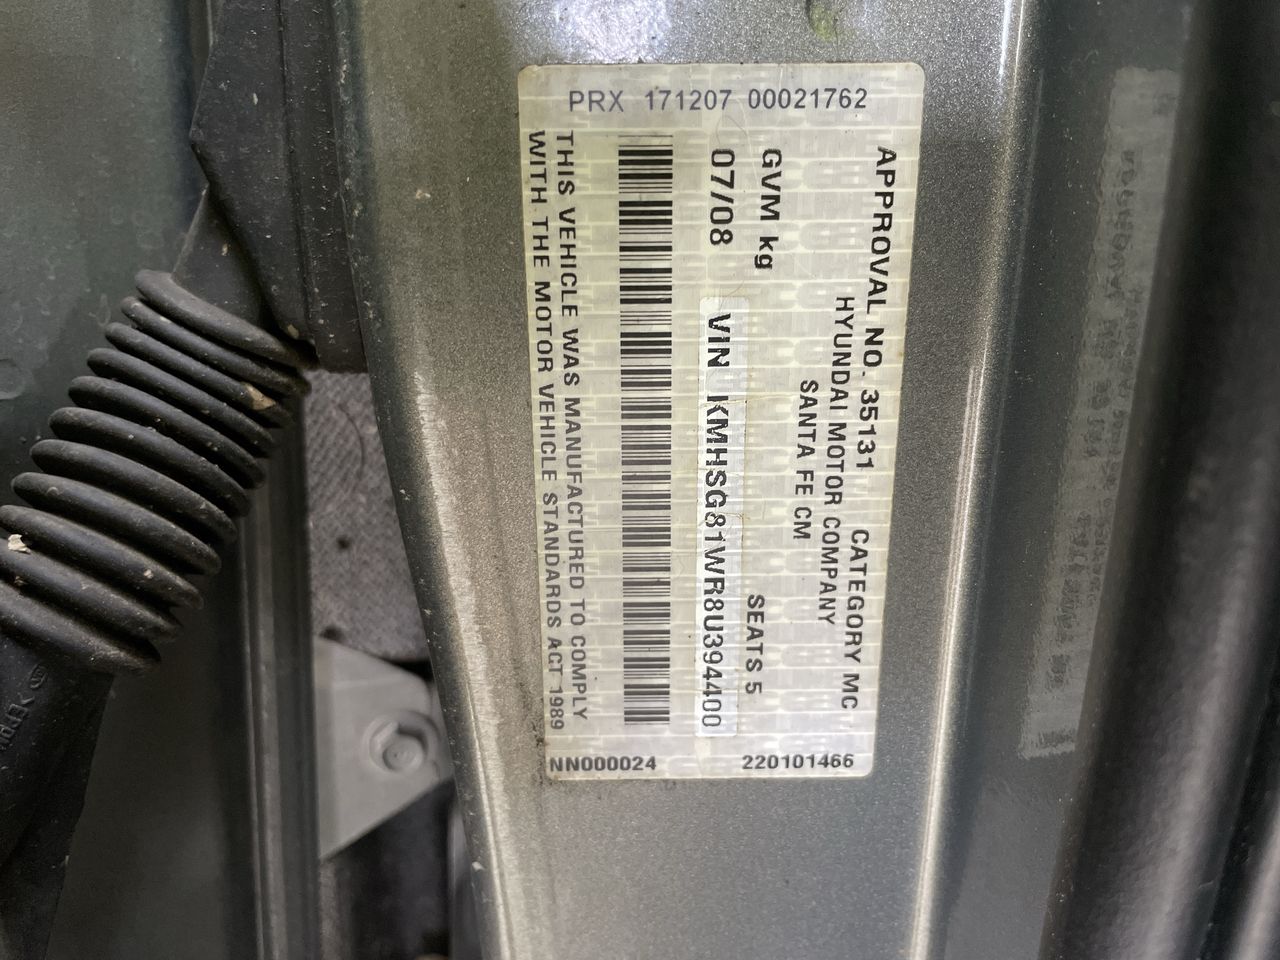 PRX 171207 00021762
APPROVAL NO. 35131 CATEGORY MC
HYUNDAI MOTOR COMPANY
SANTA FE CM
GVM kg SEATS 5
07/08 VIN KMHSG81WR8U394400
THIS VEHICLE WAS MANUFACTURED TO COMPLY
WITH THE MOTOR VEHICLE STANDARDS ACT 1989
NN000024 220101466